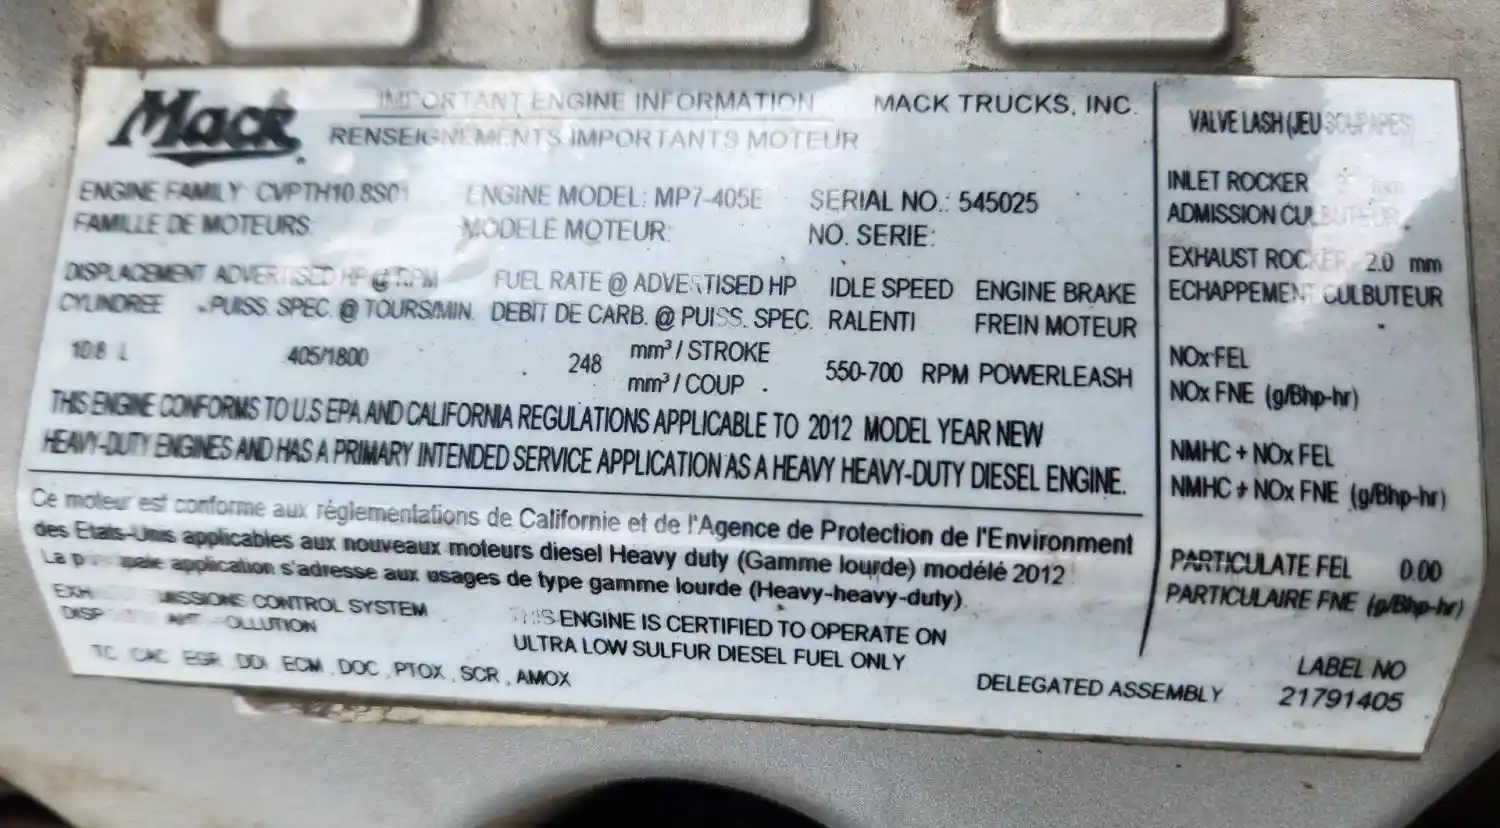 Mack
IMPORTANT ENGINE INFORMATION MACK TRUCKS, INC.
RENSEIGNEMENTS IMPORTANTS MOTEUR
ENGINE FAMILY: CVPTH10.8S01 ENGINE MODEL: MP7-405E SERIAL NO.: 545025
FAMILLE DE MOTEURS: MODELE MOTEUR: NO. SERIE:
DISPLACEMENT ADVERTISED HP @ RPM FUEL RATE @ ADVERTISED HP IDLE SPEED ENGINE BRAKE
CYLINDREE PUISS. SPEC. @ TOURS/MIN. DEBIT DE CARB. @ PUISS. SPEC. RALENTI FREIN MOTEUR
10.8 L 405/1800 248 mm³ / STROKE 550-700 RPM POWERLEASH
mm³ / COUP
THIS ENGINE CONFORMS TO U.S EPA AND CALIFORNIA REGULATIONS APPLICABLE TO 2012 MODEL YEAR NEW
HEAVY-DUTY ENGINES AND HAS A PRIMARY INTENDED SERVICE APPLICATION AS A HEAVY HEAVY-DUTY DIESEL ENGINE.
Ce moteur est conforme aux réglementations de Californie et de l'Agence de Protection de l'Environment
des Etats-Unis applicables aux nouveaux moteurs diesel Heavy duty (Gamme lourde) modélé 2012
La application s'adresse aux usages de type gamme lourde (Heavy-heavy-duty)
CONTROL SYSTEM
THIS ENGINE IS CERTIFIED TO OPERATE ON
ULTRA LOW SULFUR DIESEL FUEL ONLY
TC, CAC, EGR, DDI, ECM, DOC, PTOX, SCR, AMOX
DELEGATED ASSEMBLY
VALVE LASH (JEU SOUPAPES)
INLET ROCKER mm
ADMISSION CULBUTEUR
EXHAUST ROCKER 2.0 mm
ECHAPPEMENT CULBUTEUR
NOx FEL
NOx FNE (g/Bhp-hr)
NMHC + NOx FEL
NMHC + NOx FNE (g/Bhp-hr)
PARTICULATE FEL 0.00
PARTICULAIRE FNE (g/Bhp-hr)
LABEL NO
21791405